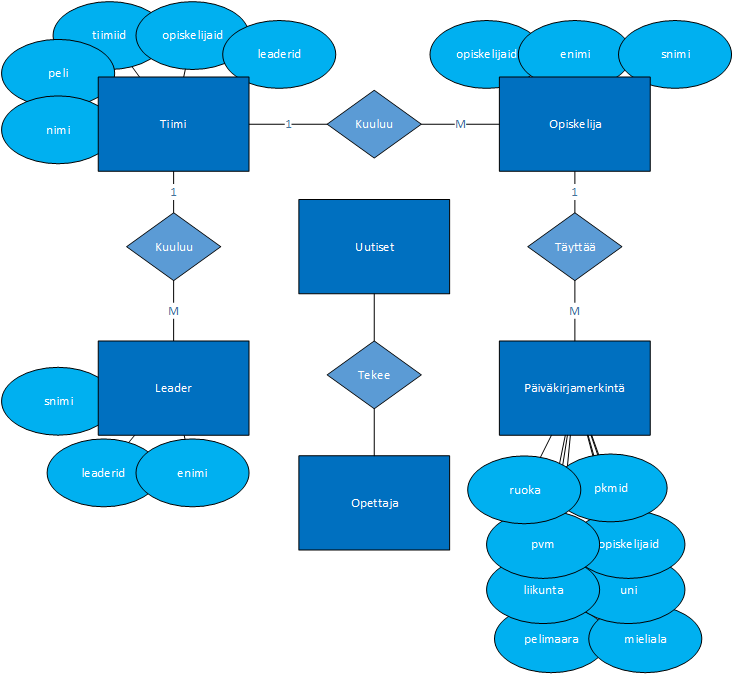 tiimiid
opiskelijaid
leaderid
peli
nimi
Tiimi
1
Kuuluu
M
opiskelijaid
enimi
snimi
Opiskelija
1
Kuuluu
M
Uutiset
1
Täyttää
M
snimi
Leader
leaderid
enimi
Tekee
Opettaja
Päiväkirjamerkintä
ruoka
pkmid
pvm
opiskelijaid
liikunta
uni
pelimaara
mieliala